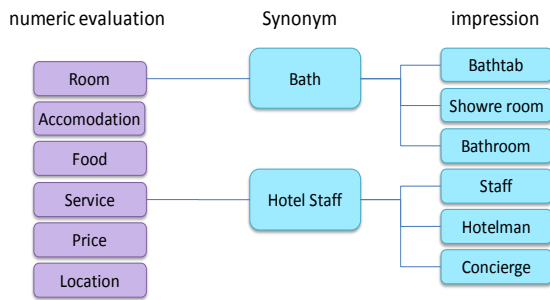 numeric evaluation
Synonym
impression
Room
Accomodation
Food
Service
Price
Location
Bath
Hotel Staff
Bathtab
Showre room
Bathroom
Staff
Hotelman
Concierge